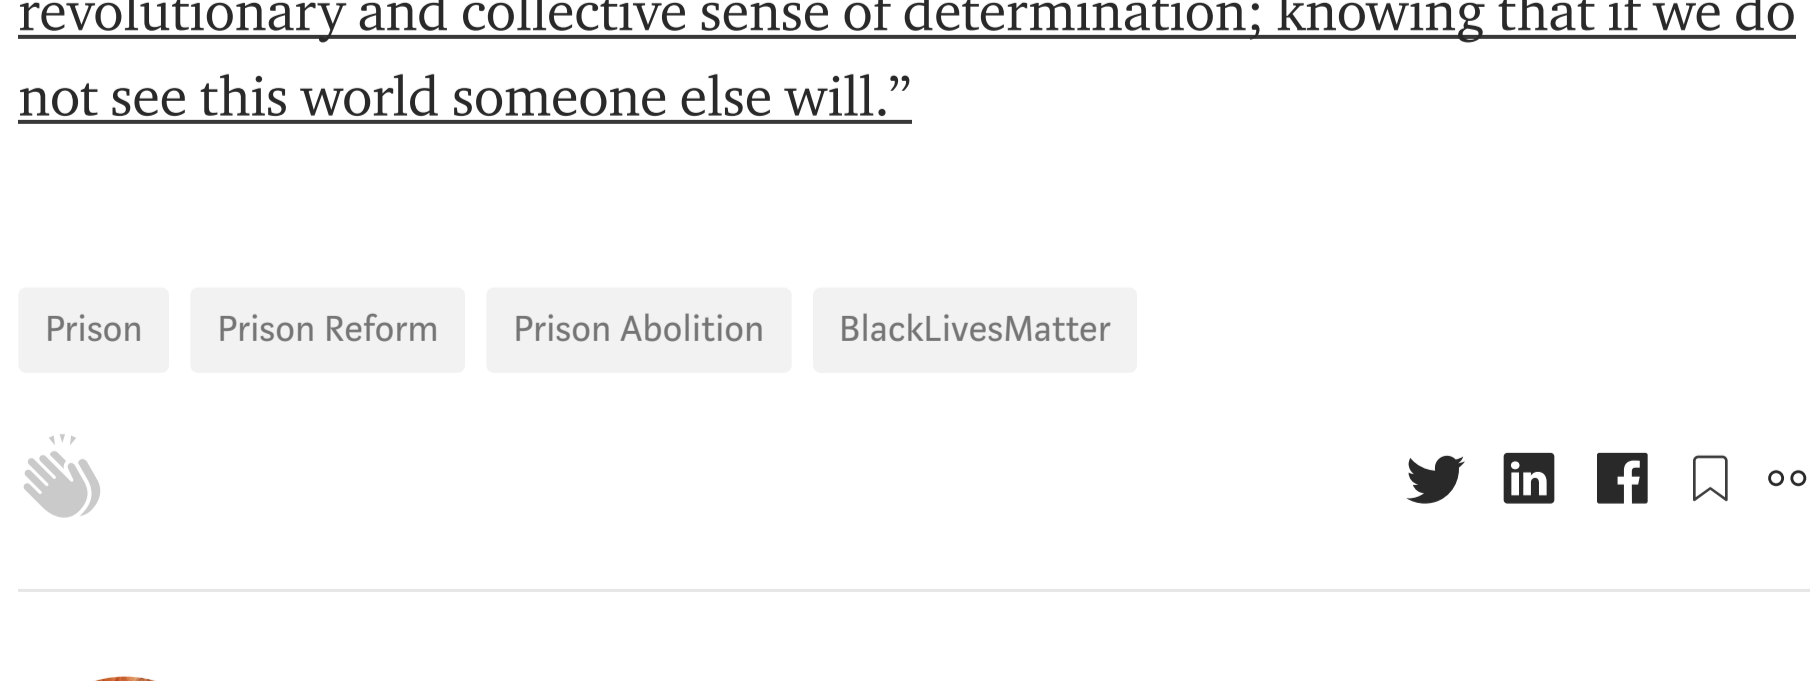 revolutionary and collective sense of determination; knowing that if we do
not see this world someone else will.”
Prison
Prison Reform
Prison Abolition
BlackLivesMatter
in
f